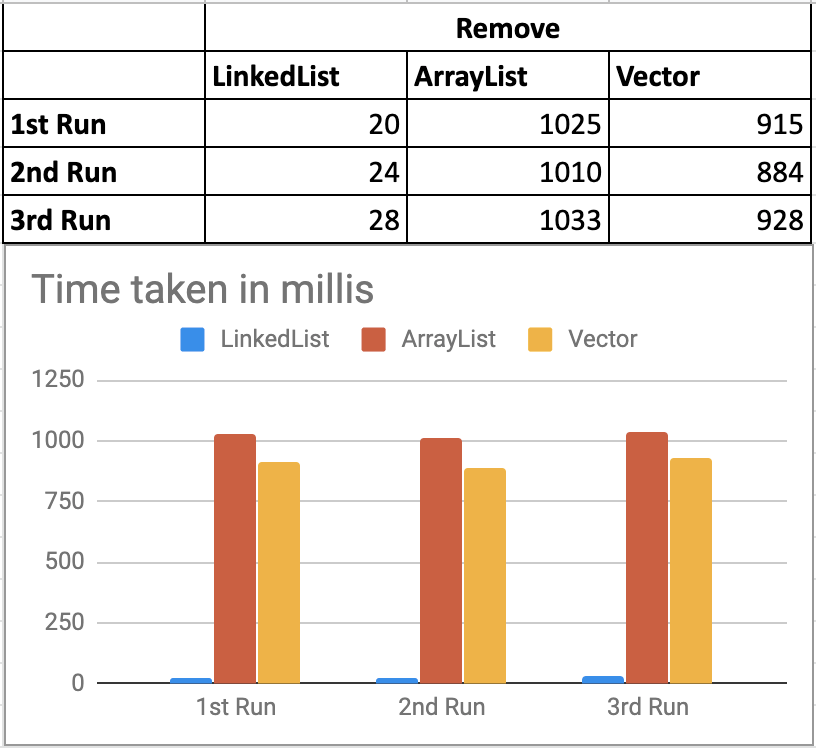 Remove
LinkedList ArrayList Vector
1st Run 20 1025 915
2nd Run 24 1010 884
3rd Run 28 1033 928
Time taken in millis
LinkedList ArrayList Vector
1250
1000
750
500
250
0
1st Run 2nd Run 3rd Run